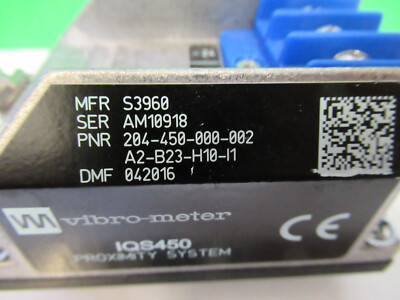 MFR S3960
SER AM10918
PNR 204-450-000-002
A2-B23-H10-I1
DMF 042016
vibro-meter
CE
IQS450
PROXIMITY SYSTEM